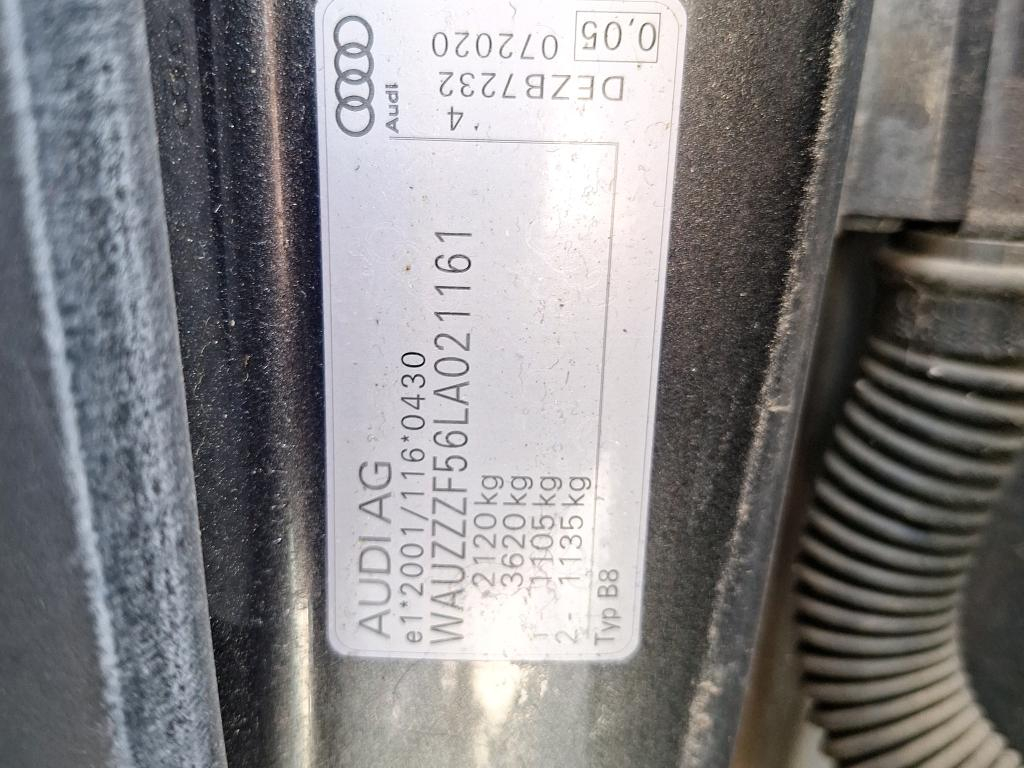 AUDI AG
e1*2001/116*0430
WAUZZZF56LA021161
2120kg
3620kg
1- 1105kg
2- 1135kg
Typ B8
Audi
4
DEZB7232
072020
0,05